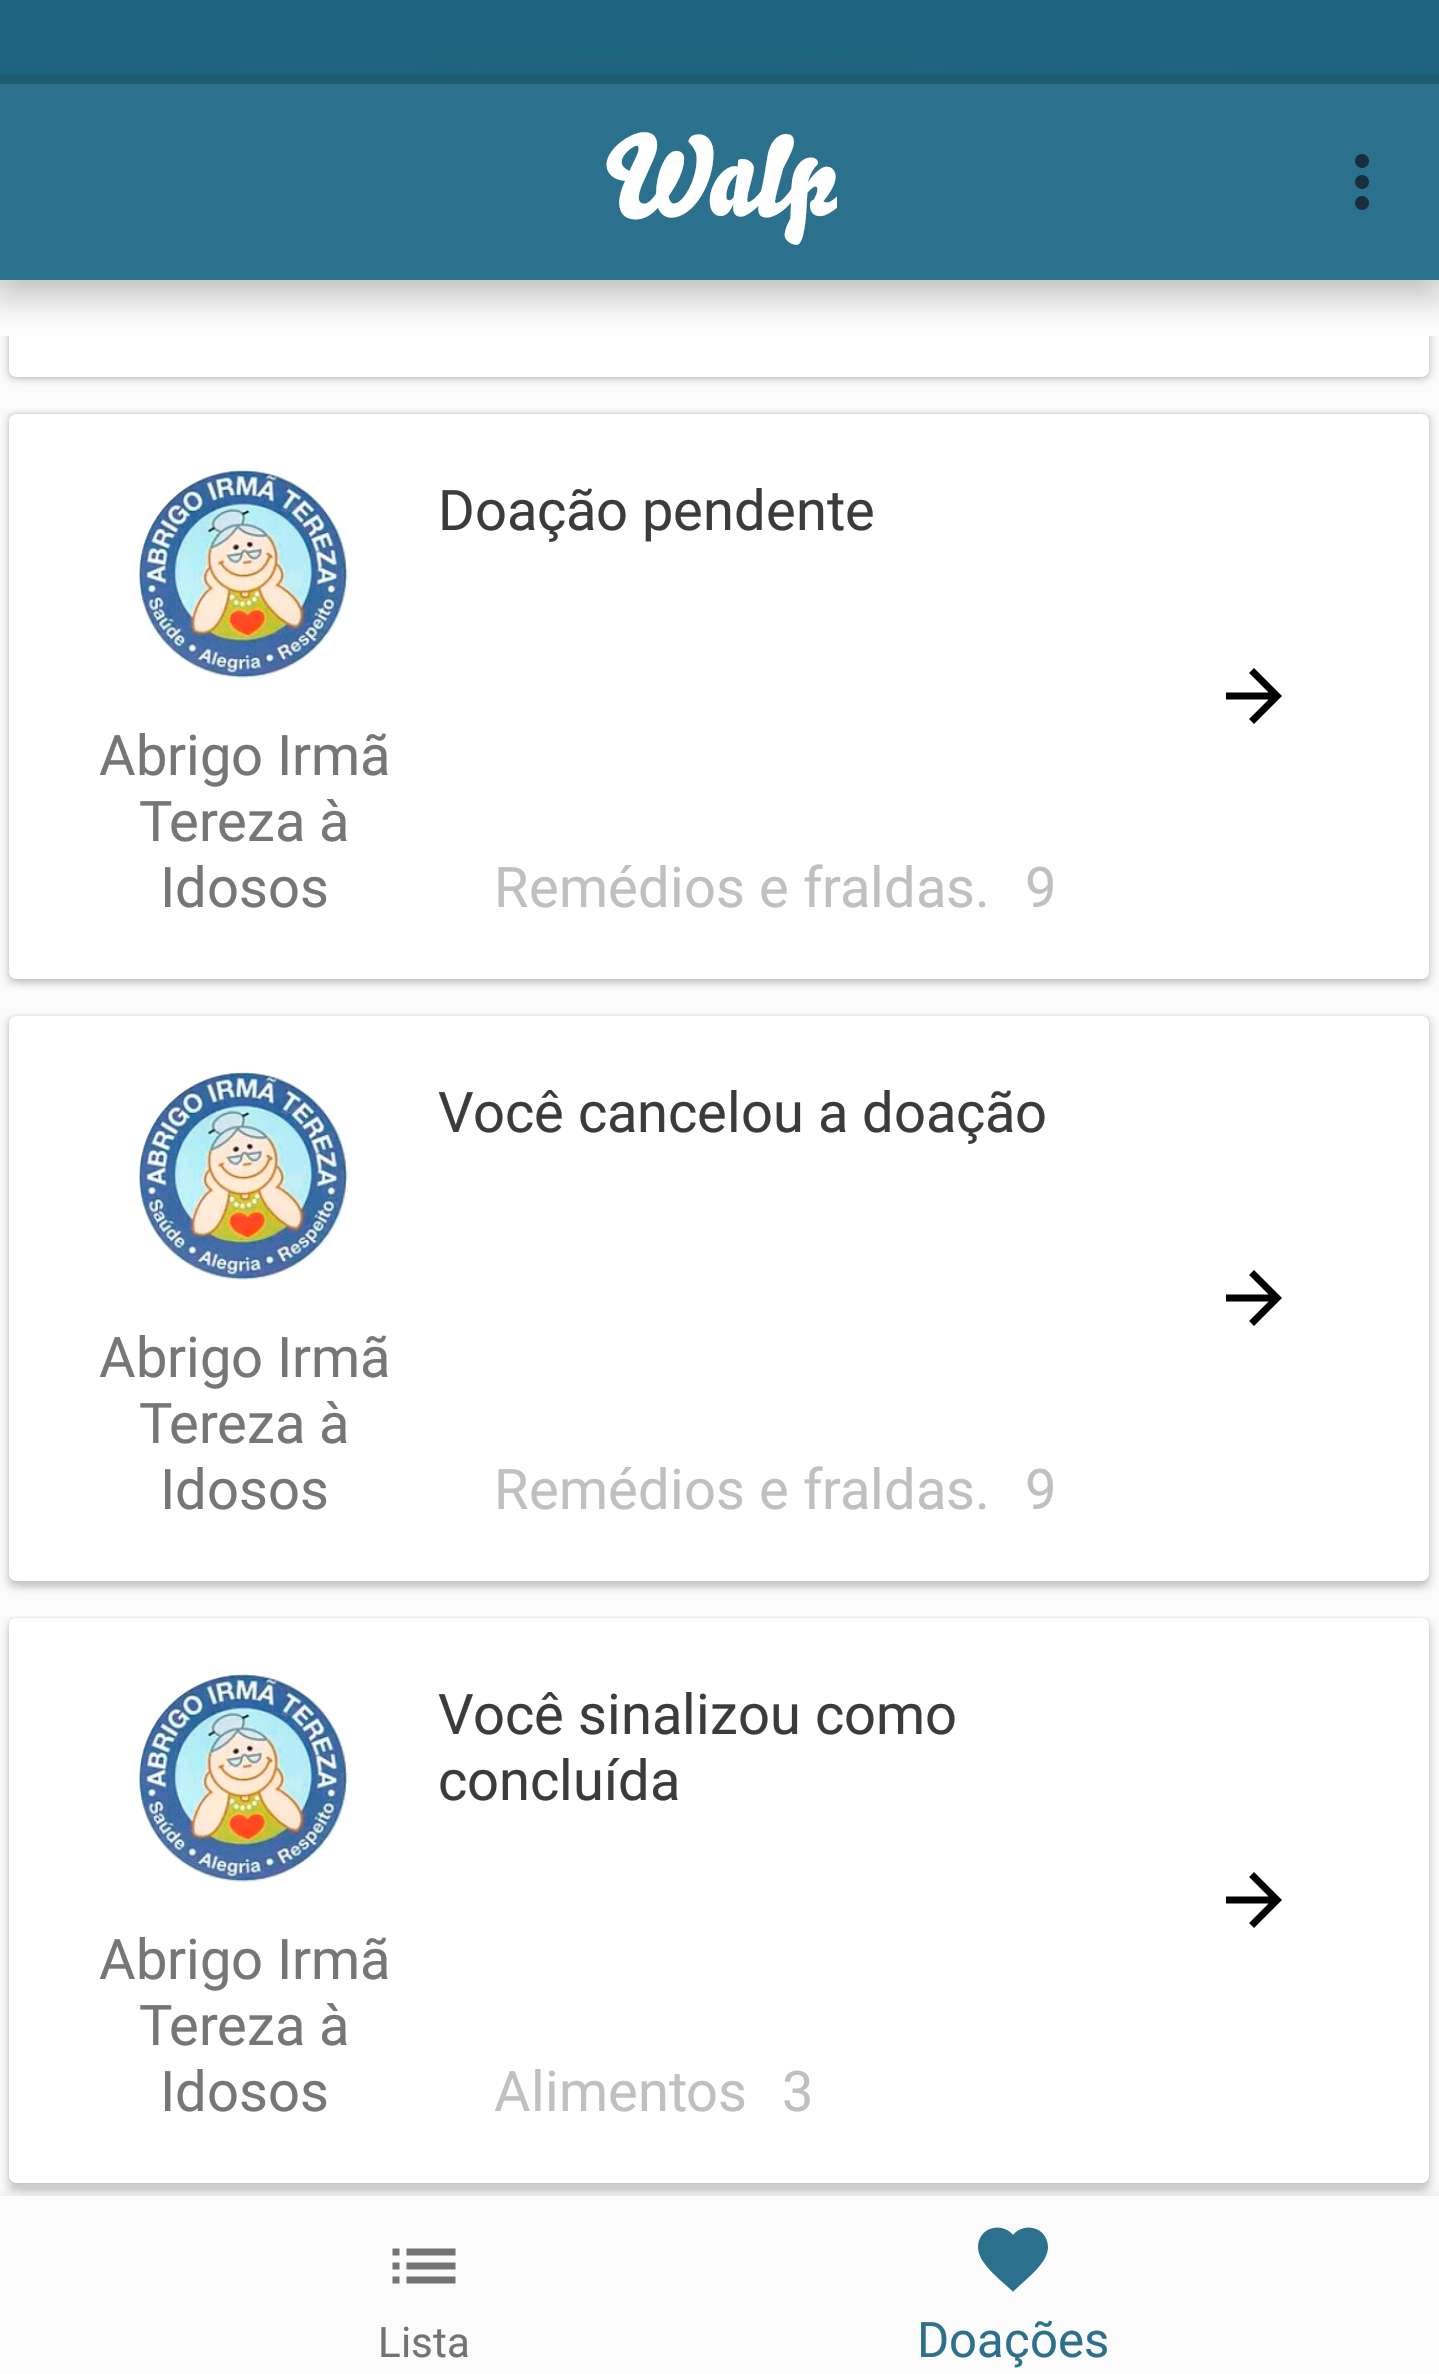 Walp
ABRIGO IRMÃ TEREZA
Saúde • Alegria • Respeito
Doação pendente
Abrigo Irmã
Tereza à
Idosos
Remédios e fraldas. 9
ABRIGO IRMÃ TEREZA
Saúde • Alegria • Respeito
Você cancelou a doação
Abrigo Irmã
Tereza à
Idosos
Remédios e fraldas. 9
ABRIGO IRMÃ TEREZA
Saúde • Alegria • Respeito
Você sinalizou como
concluída
Abrigo Irmã
Tereza à
Idosos
Alimentos 3
Lista
Doações